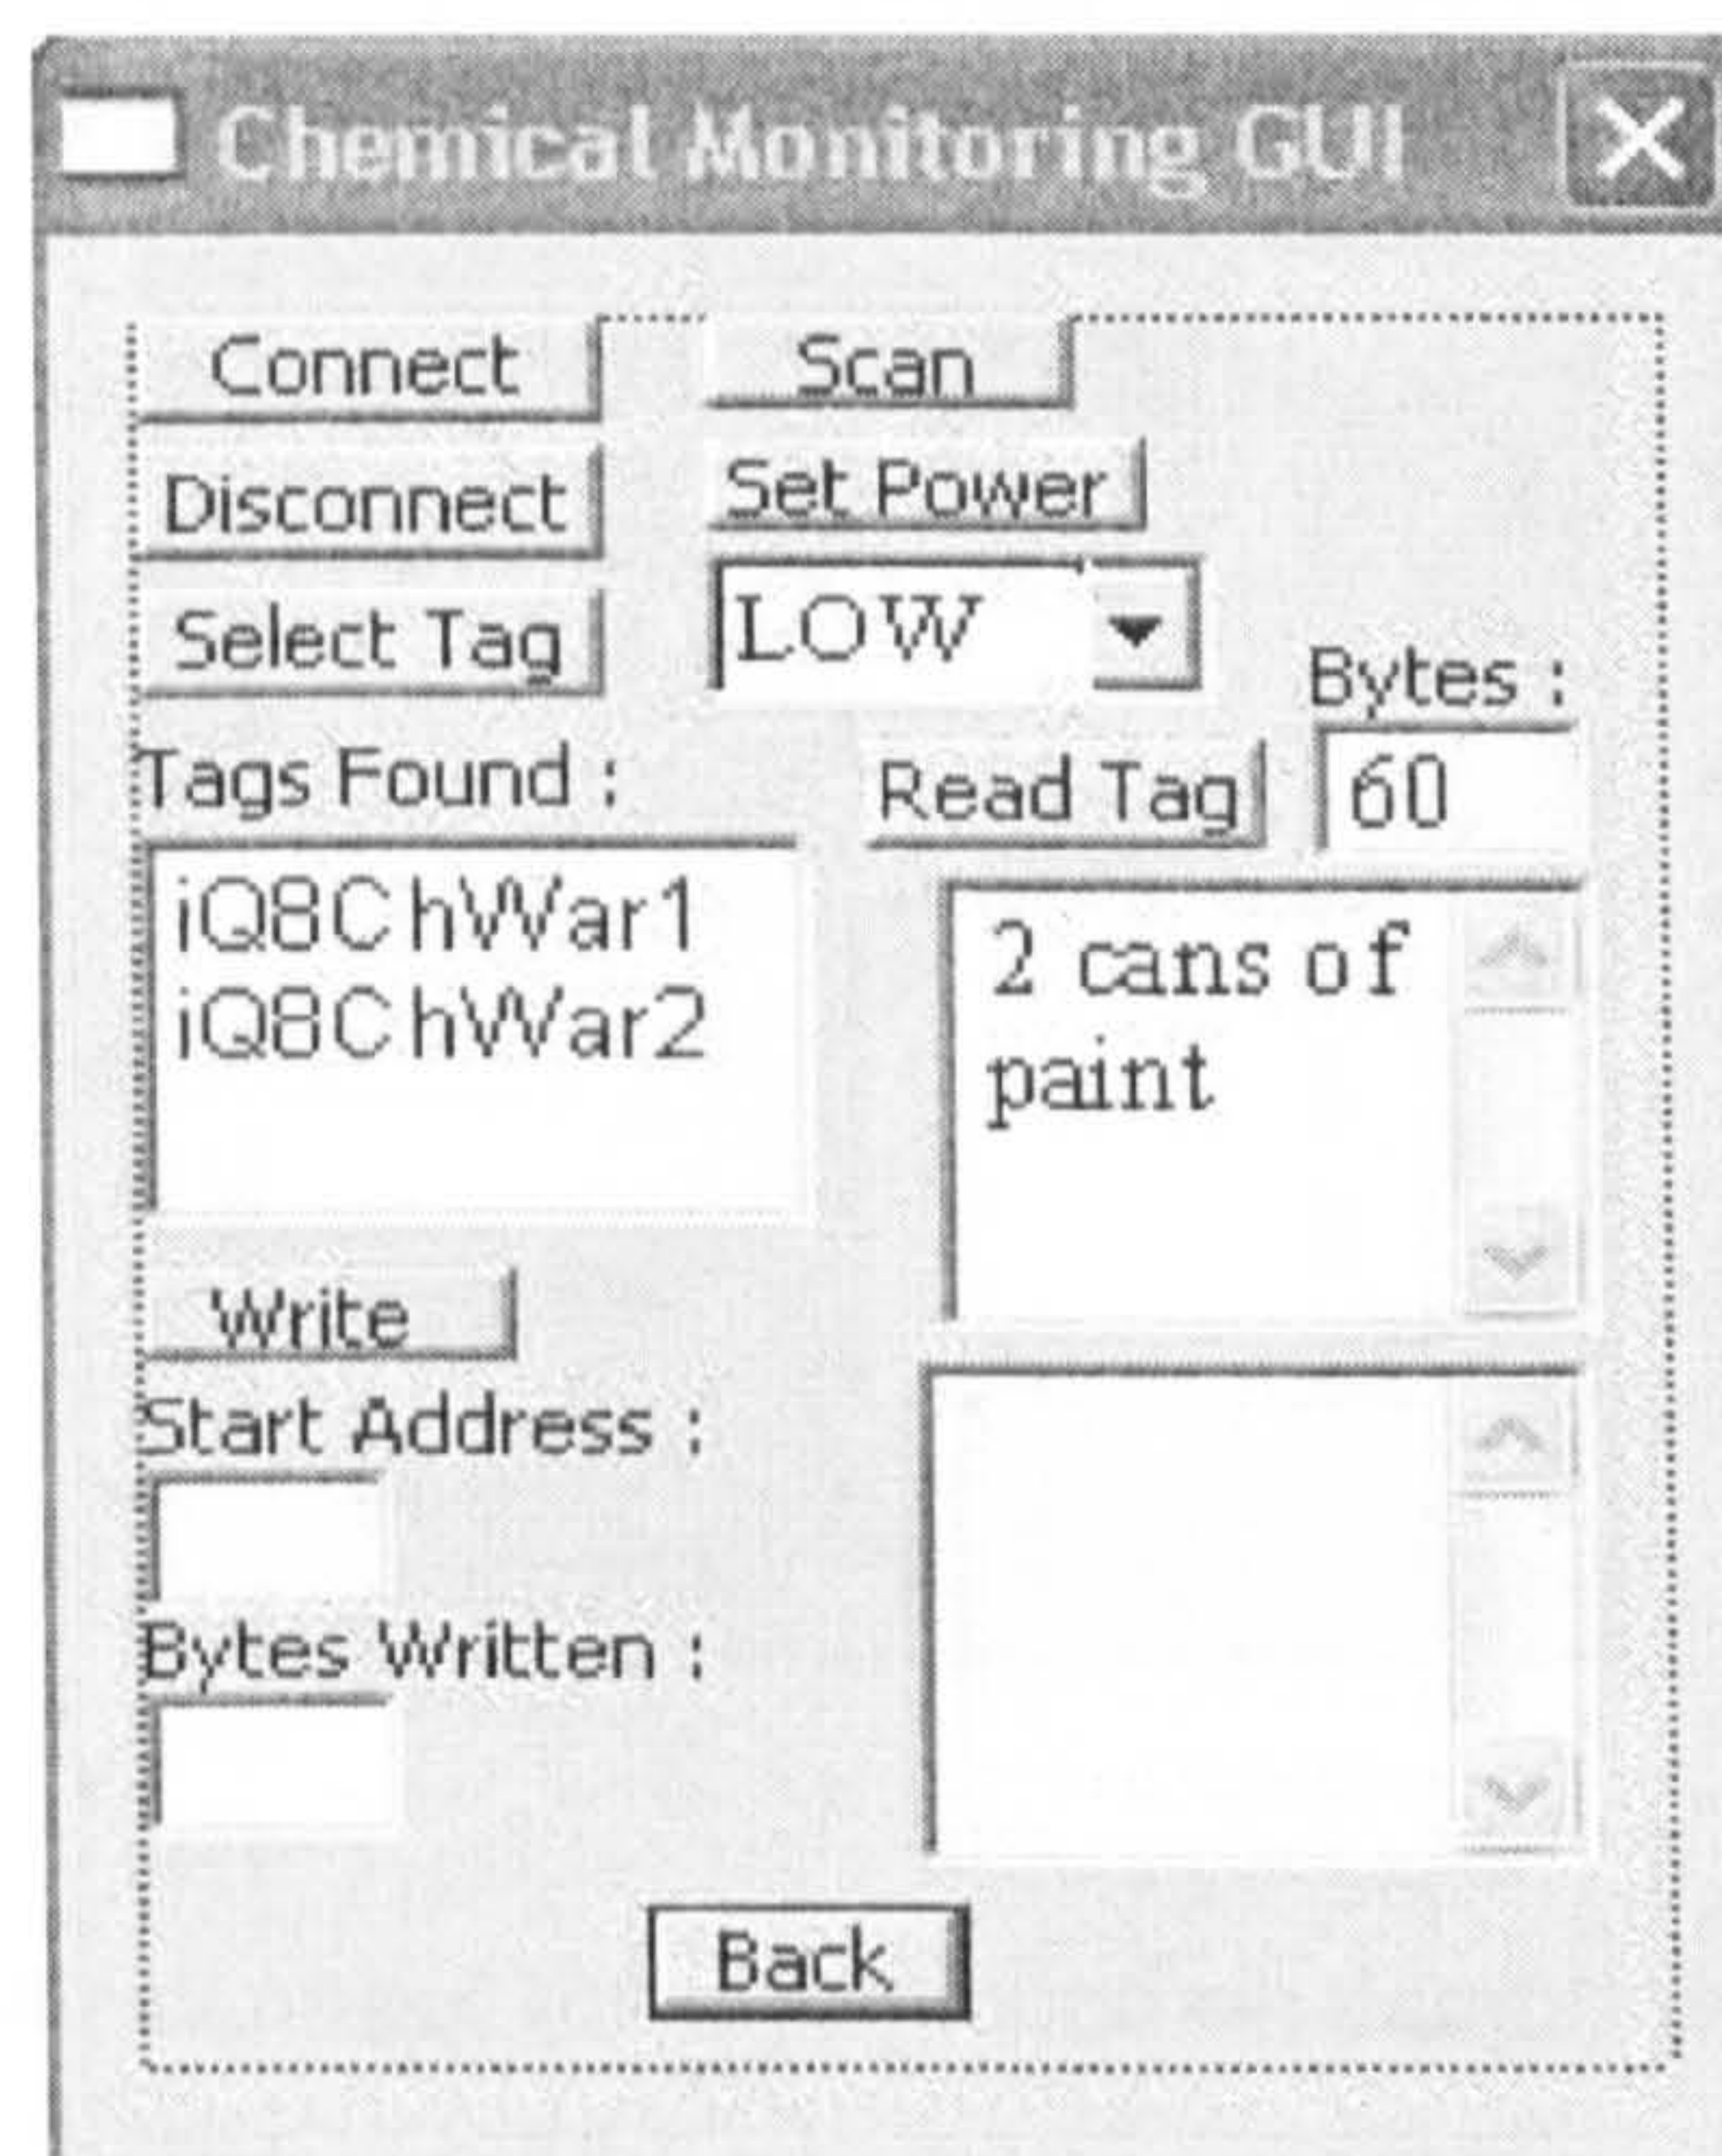 Chemical Monitoring GUI
Connect
Scan
Disconnect
Set Power
Select Tag
LOW
Bytes :
Tags Found :
Read Tag
60
iQ8ChWar1
iQ8ChWar2
2 cans of
paint
Write
Start Address :
Bytes Written :
Back